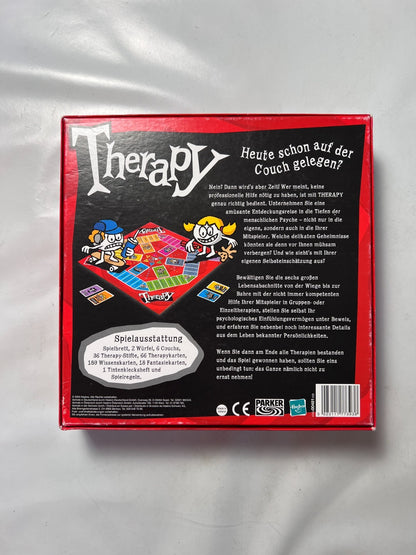 Therapy
Heute schon auf der
Couch gelegen?
Nein? Dann wird's aber Zeit! Wer meint, keine
professionelle Hilfe nötig zu haben, ist mit THERAPY
genau richtig bedient. Unternehmen Sie eine
amüsante Entdeckungsreise in die Tiefen der
menschlichen Psyche – nicht nur in die
eigene, sondern auch in die Ihrer
Mitspieler. Welche delikaten Geheimnisse
könnten sie denn vor Ihnen mühsam
verbergen? Und wie sieht's mit Ihrer
eigenen Selbsteinschätzung aus?
Bewältigen Sie die sechs großen
Lebensabschnitte von der Wiege bis zur
Bahre mit der nicht immer kompetenten
Hilfe Ihrer Mitspieler in Gruppen- oder
Einzeltherapien, stellen Sie selbst Ihr
psychologisches Einfühlungsvermögen unter Beweis,
und erfahren Sie nebenbei noch interessante Details
aus dem Leben bekannter Persönlichkeiten.
Wenn Sie dann am Ende alle Therapien bestanden
und das Spiel gewonnen haben, sollten Sie eins
unbedingt tun: das Ganze nämlich nicht zu
ernst nehmen!
Therapy
Therapy
Spielausstattung
Spielbrett, 2 Würfel, 6 Couchs,
36 Therapy-Stifte, 66 Therapykarten,
169 Wissenskarten, 18 Fantasiekarten,
1 Tintenklecksheft und
Spielregeln.
CE
PARKER
Hasbro